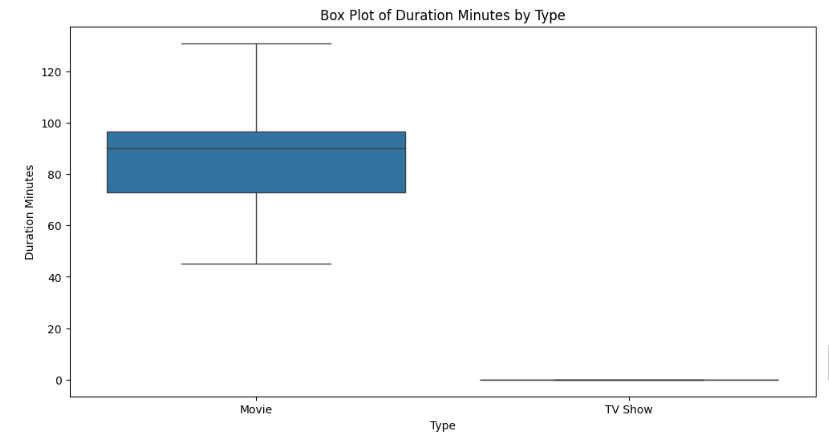 Box Plot of Duration Minutes by Type
Duration Minutes
120
100
80
60
40
20
0
Movie
TV Show
Type